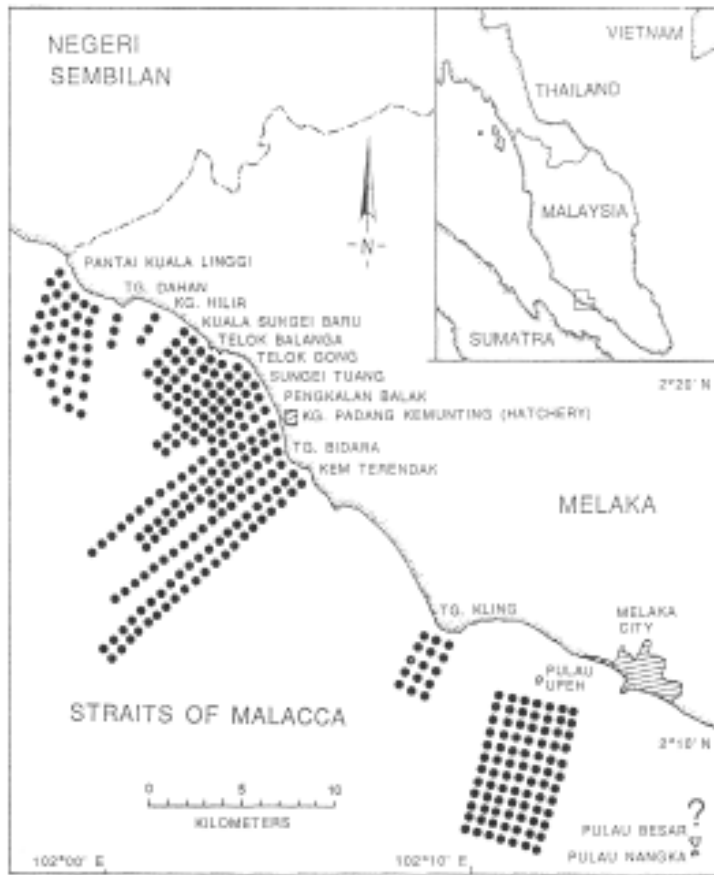 NEGERI
SEMBILAN
VIETNAM
THAILAND
MALAYSIA
SUMATRA
N
2°20' N
PANTAI KUALA LINGGI
TG. DAHAN
KG. HILIR
KUALA SUNGEI BARU
TELOK BALANGA
TELOK GONG
SUNGEI TUANG
PENGKALAN BALAK
KG. PADANG KEMUNTING (HATCHERY)
TG. BIDARA
KEM TERENDAK
MELAKA
TG. KLING
MELAKA
CITY
PULAU
UPEH
STRAITS OF MALACCA
2°10' N
0 5 10
KILOMETERS
?
PULAU BESAR
PULAU NANGKA
102°00' E
102°10' E